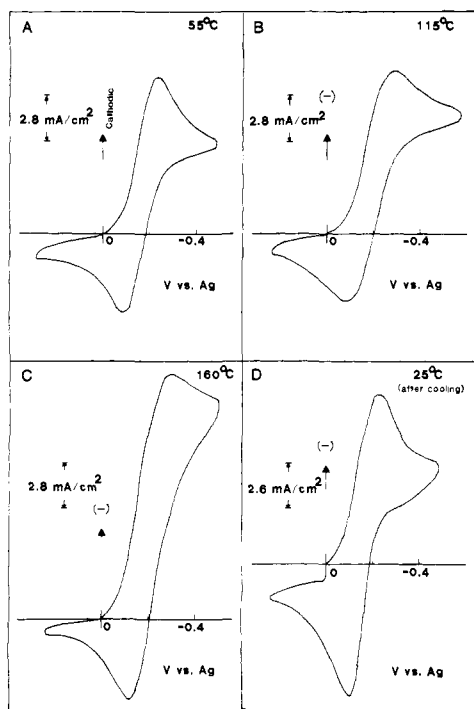 A
55°C
2.8 mA/cm²
Cathodic
0
-0.4
V vs. Ag
B
115°C
(-)
2.8 mA/cm²
0
-0.4
V vs. Ag
C
160°C
2.8 mA/cm²
(-)
0
-0.4
V vs. Ag
D
25°C
(after cooling)
(-)
2.6 mA/cm²
0
-0.4
V vs. Ag